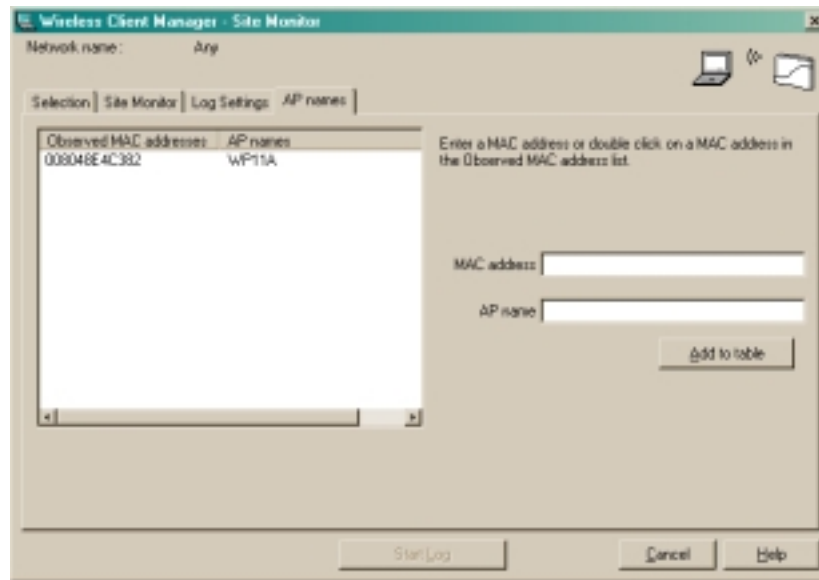 Wireless Client Manager - Site Monitor
Network name: Any
Selection Site Monitor Log Settings AP names
Observed MAC addresses AP names
008048E4C382 WP11A
Enter a MAC address or double click on a MAC address in
the Observed MAC address list.
MAC address
AP name
Add to table
Start Log Cancel Help